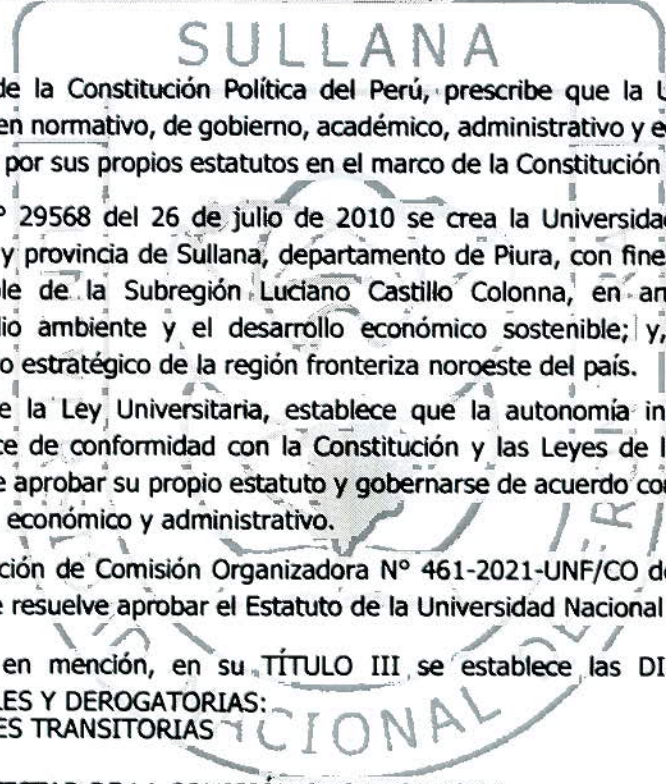 SULLANA
de la Constitución Política del Perú, prescribe que la U
en normativo, de gobierno, académico, administrativo y e
por sus propios estatutos en el marco de la Constitución
° 29568 del 26 de julio de 2010 se crea la Universidad
y provincia de Sullana, departamento de Piura, con fine
le de la Subregión Luciano Castillo Colonna, en ar
io ambiente y el desarrollo económico sostenible; y,
o estratégico de la región fronteriza noroeste del país.
e la Ley Universitaria, establece que la autonomía in
ce de conformidad con la Constitución y las Leyes de l
e aprobar su propio estatuto y gobernarse de acuerdo co
económico y administrativo.
ción de Comisión Organizadora N° 461-2021-UNF/CO de
e resuelve aprobar el Estatuto de la Universidad Nacional
en mención, en su TÍTULO III se establece las DI
LES Y DEROGATORIAS:
ES TRANSITORIAS
NACIONAL